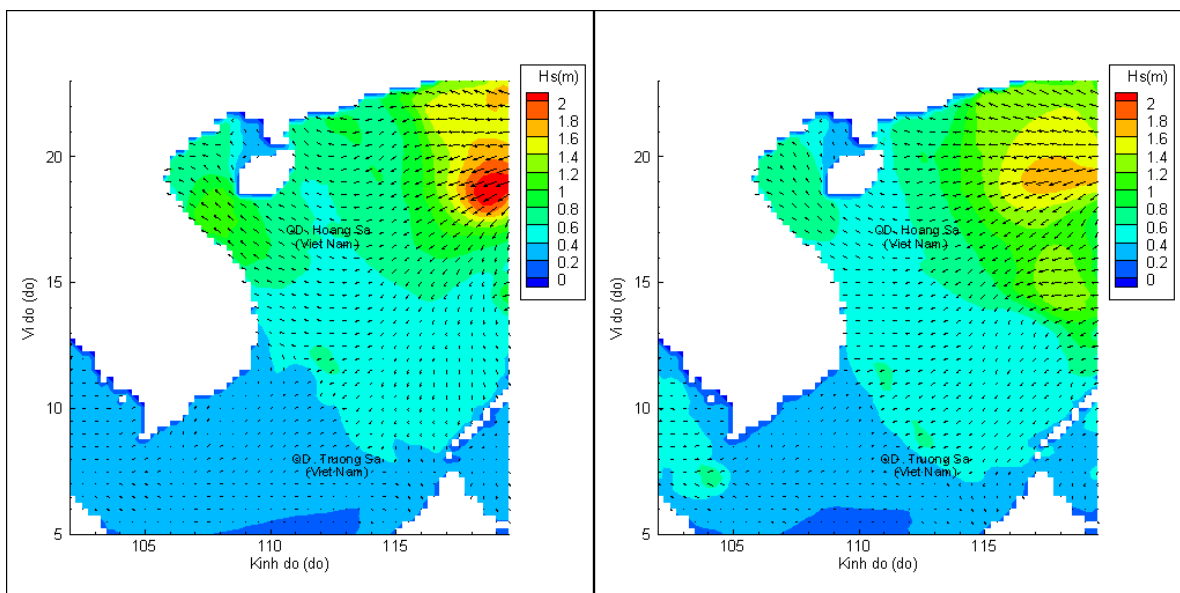 Hs(m)
2
1.8
1.6
1.4
1.2
1
0.8
0.6
0.4
0.2
0
20
15
10
5
Vi do (do)
QD. Hoang Sa
(Viet Nam)
QD. Truong Sa
(Viet Nam)
105
110
115
Kinh do (do)
Hs(m)
2
1.8
1.6
1.4
1.2
1
0.8
0.6
0.4
0.2
0
20
15
10
5
Vi do (do)
QD. Hoang Sa
(Viet Nam)
QD. Truong Sa
(Viet Nam)
105
110
115
Kinh do (do)